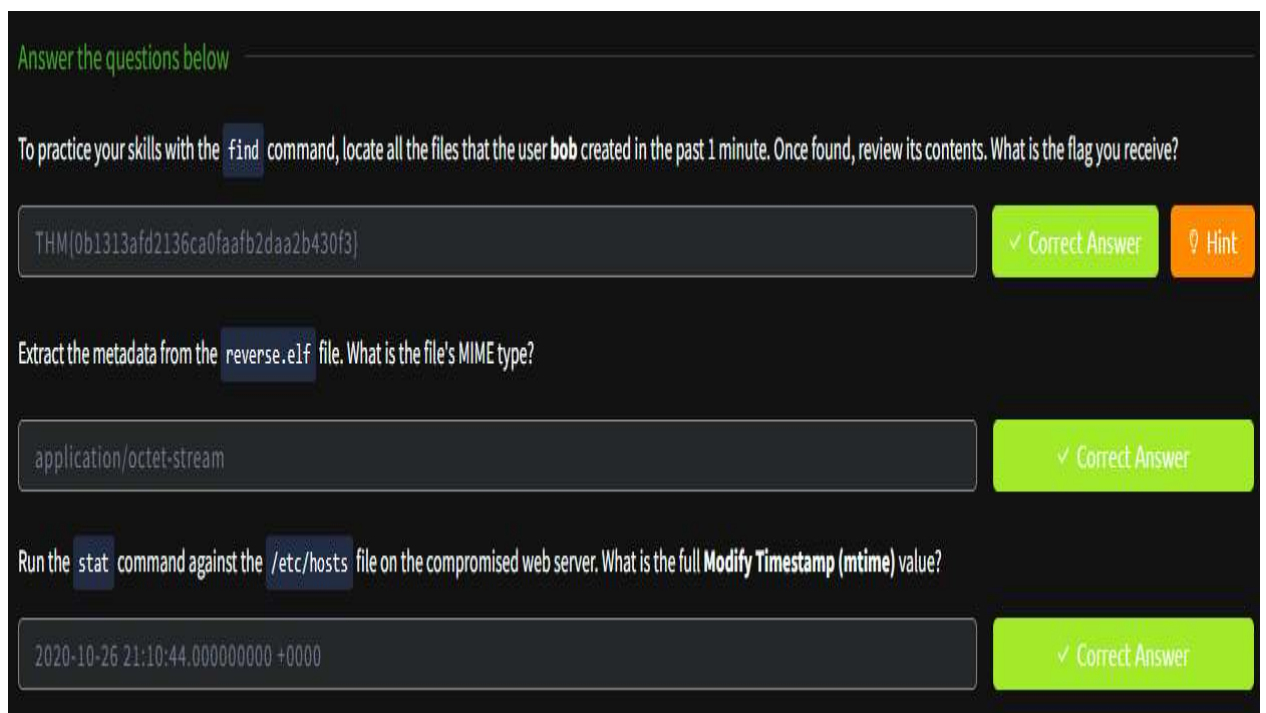 Answer the questions below
To practice your skills with the find command, locate all the files that the user bob created in the past 1 minute. Once found, review its contents. What is the flag you receive?
THM{0b1313afd2136ca0faafb2daa2b430f3}
✓ Correct Answer
Hint
Extract the metadata from the reverse.elf file. What is the file's MIME type?
application/octet-stream
✓ Correct Answer
Run the stat command against the /etc/hosts file on the compromised web server. What is the full Modify Timestamp (mtime) value?
2020-10-26 21:10:44.000000000 +0000
✓ Correct Answer